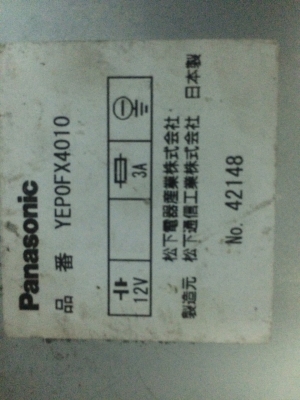 Panasonic
品 番 YEP0FX4010
12V 3A
松下電器産業株式会社
製造元 松下通信工業株式会社 日本製
No. 42148